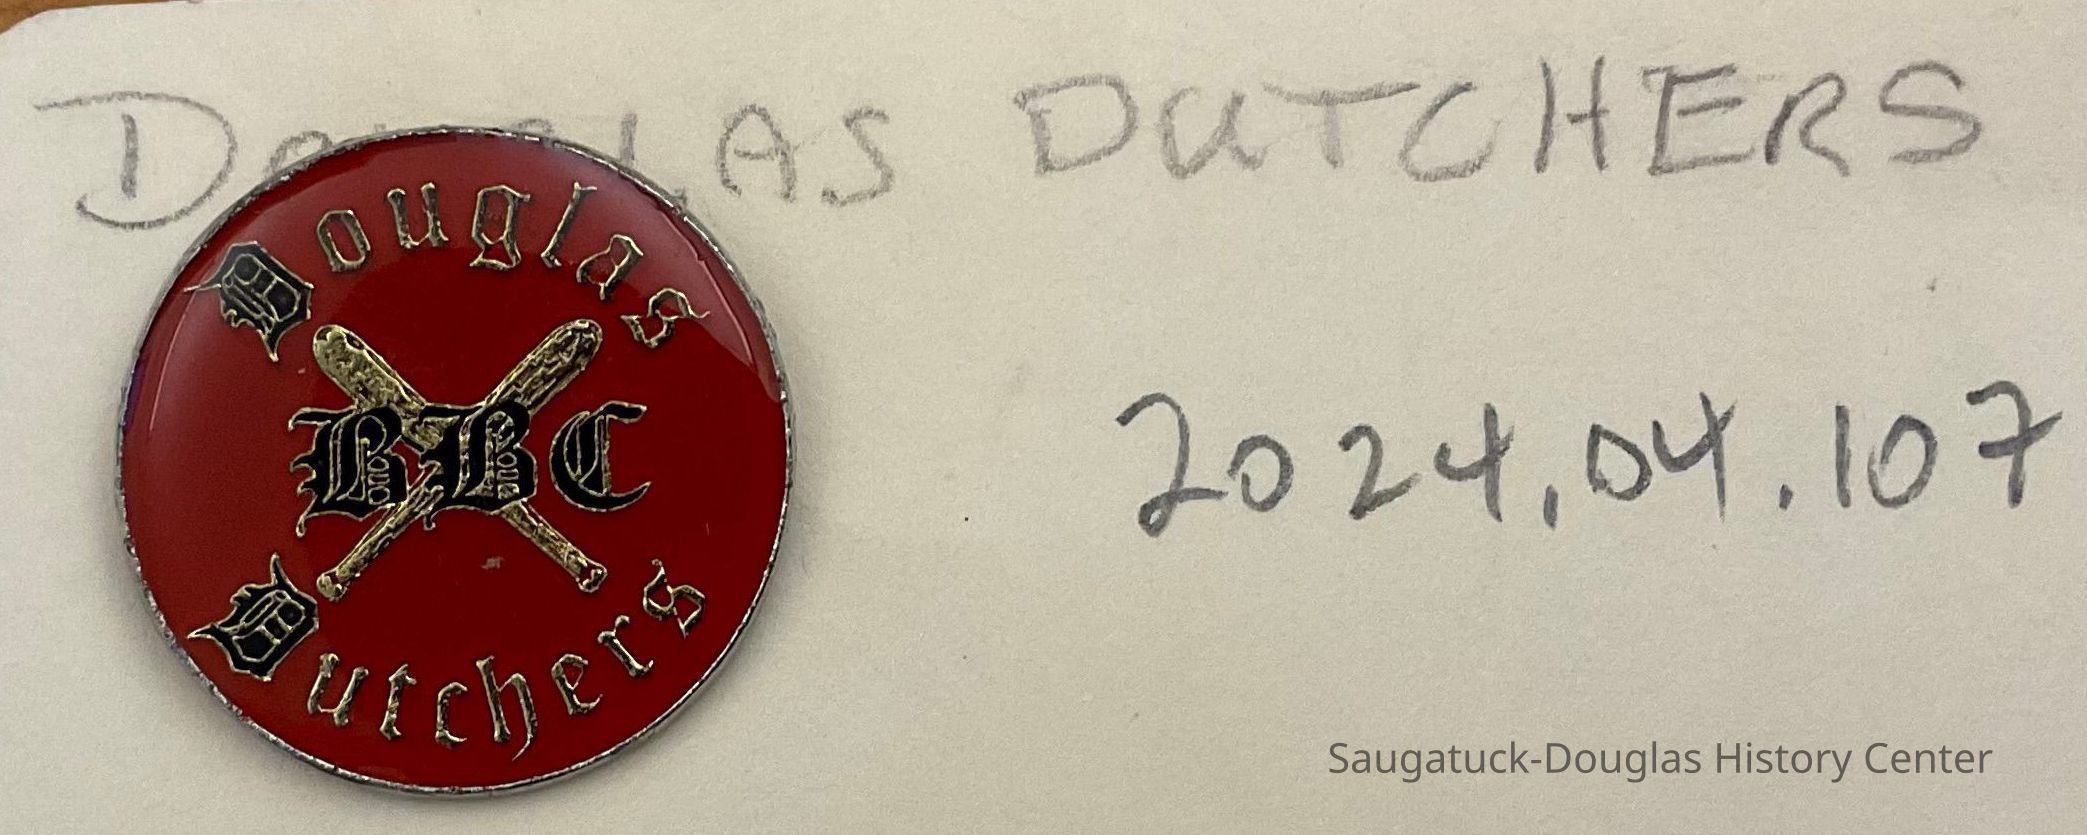 DOUGLAS DUTCHERS
Douglas
BBC
Dutchers
2024.04.107
Saugatuck-Douglas History Center